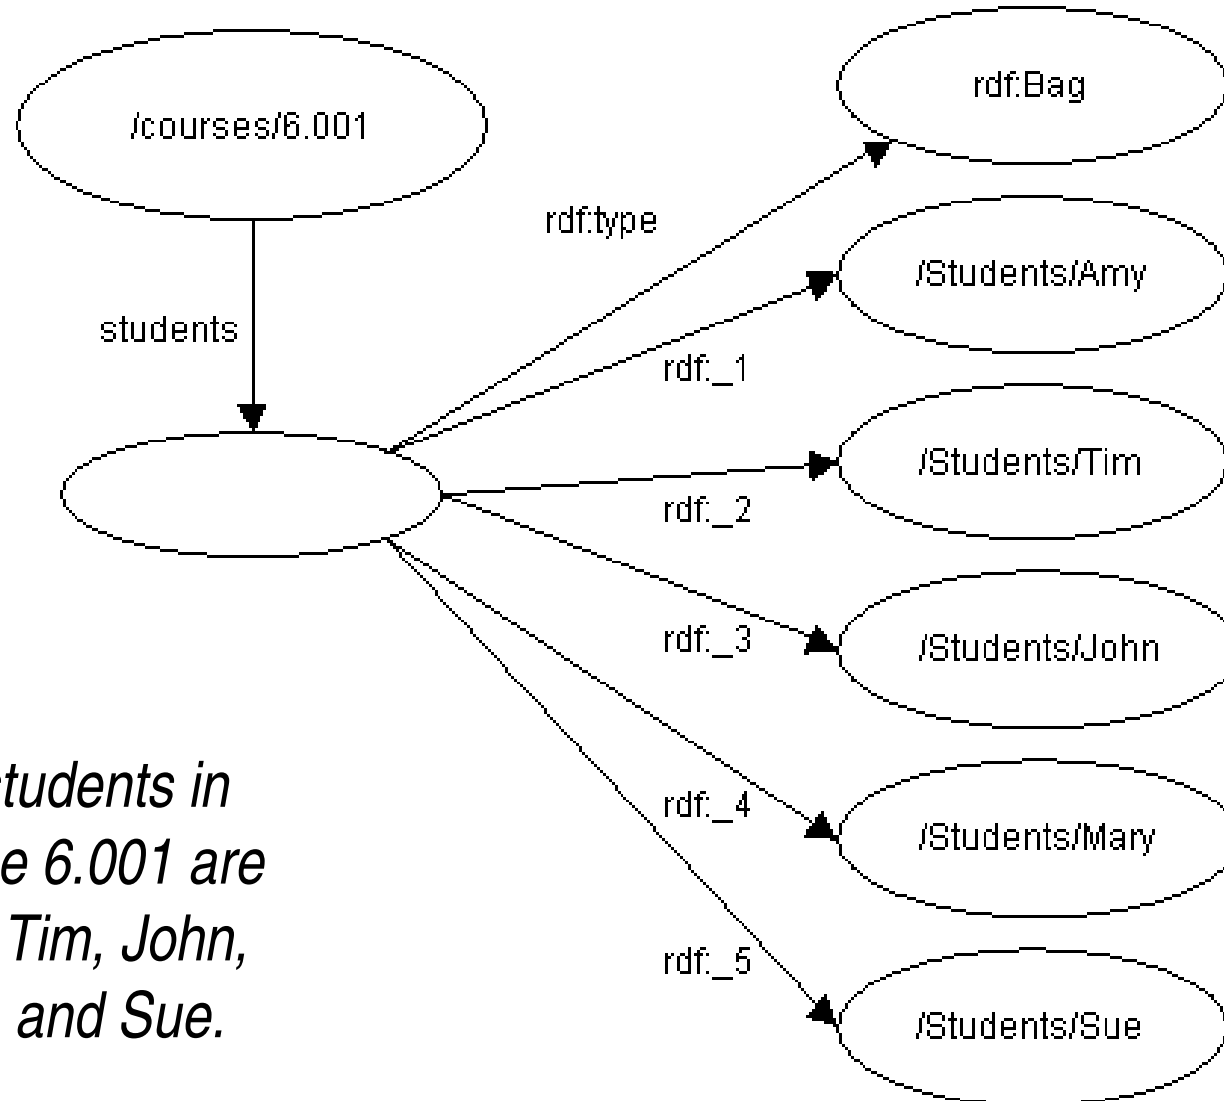 /courses/6.001
rdf:Bag
rdf:type
/Students/Amy
students
rdf:_1
/Students/Tim
rdf:_2
rdf:_3
/Students/John
rdf:_4
/Students/Mary
rdf:_5
/Students/Sue
students in
e 6.001 are
Tim, John,
and Sue.